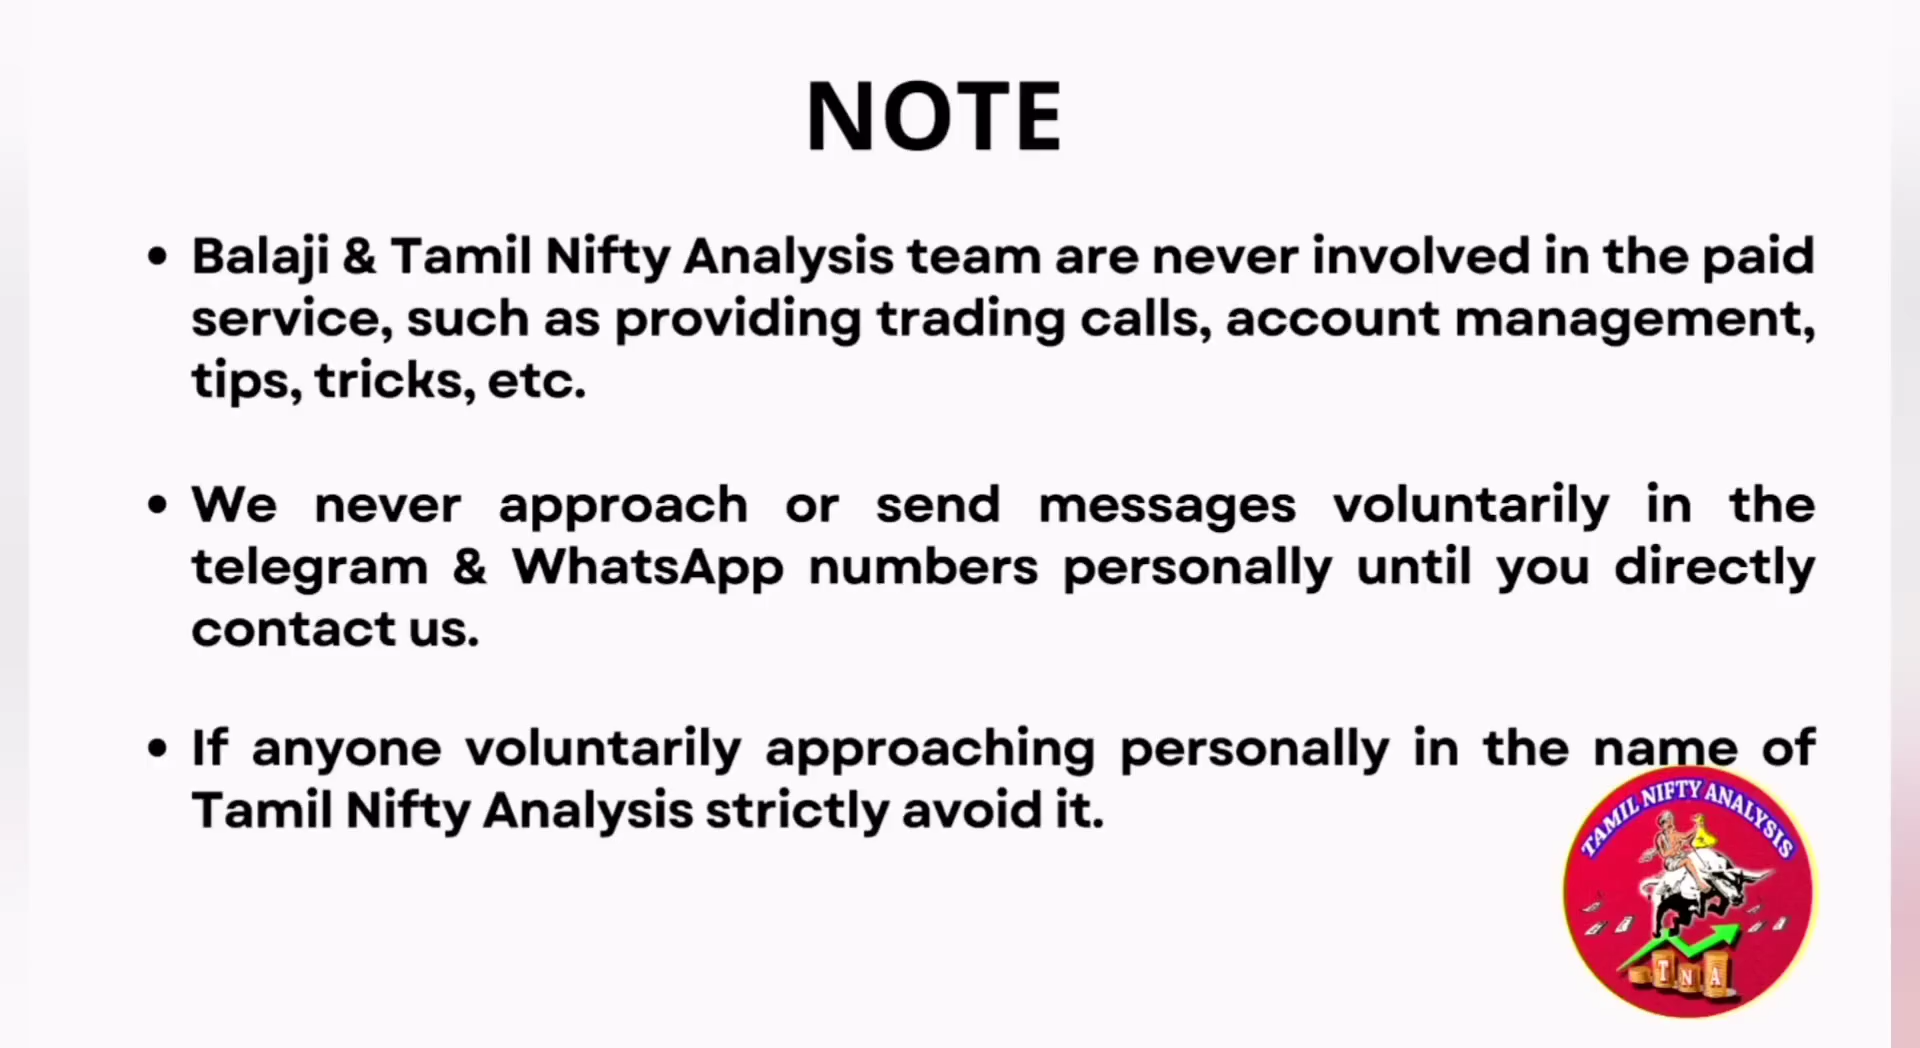 NOTE
• Balaji & Tamil Nifty Analysis team are never involved in the paid
service, such as providing trading calls, account management,
tips, tricks, etc.
• We never approach or send messages voluntarily in the
telegram & WhatsApp numbers personally until you directly
contact us.
• If anyone voluntarily approaching personally in the name of
Tamil Nifty Analysis strictly avoid it.
TAMIL NIFTY ANALYSIS
T N A